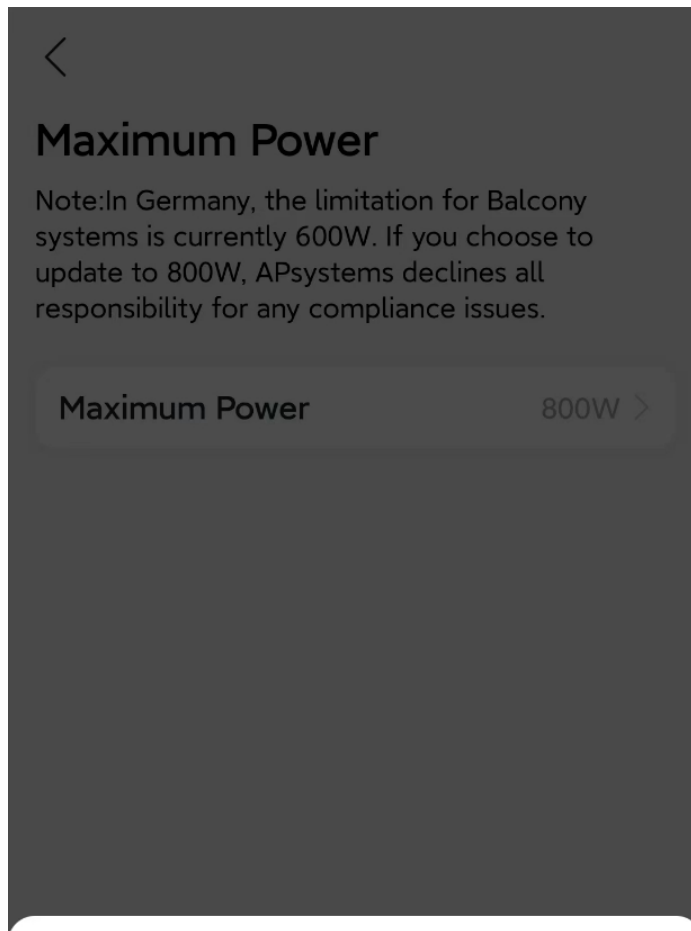 Maximum Power
Note:In Germany, the limitation for Balcony
systems is currently 600W. If you choose to
update to 800W, APsystems declines all
responsibility for any compliance issues.
Maximum Power 800W